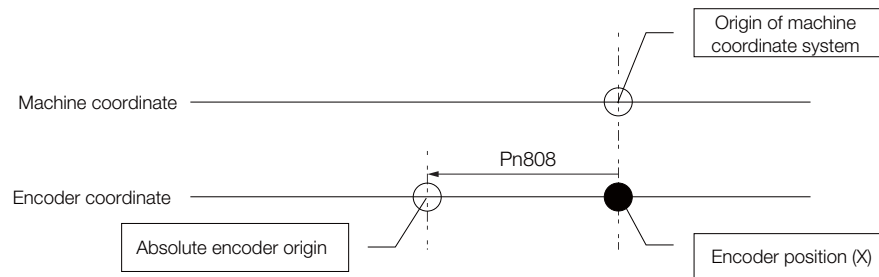 Origin of machine
coordinate system
Machine coordinate
Pn808
Encoder coordinate
Absolute encoder origin
Encoder position (X)